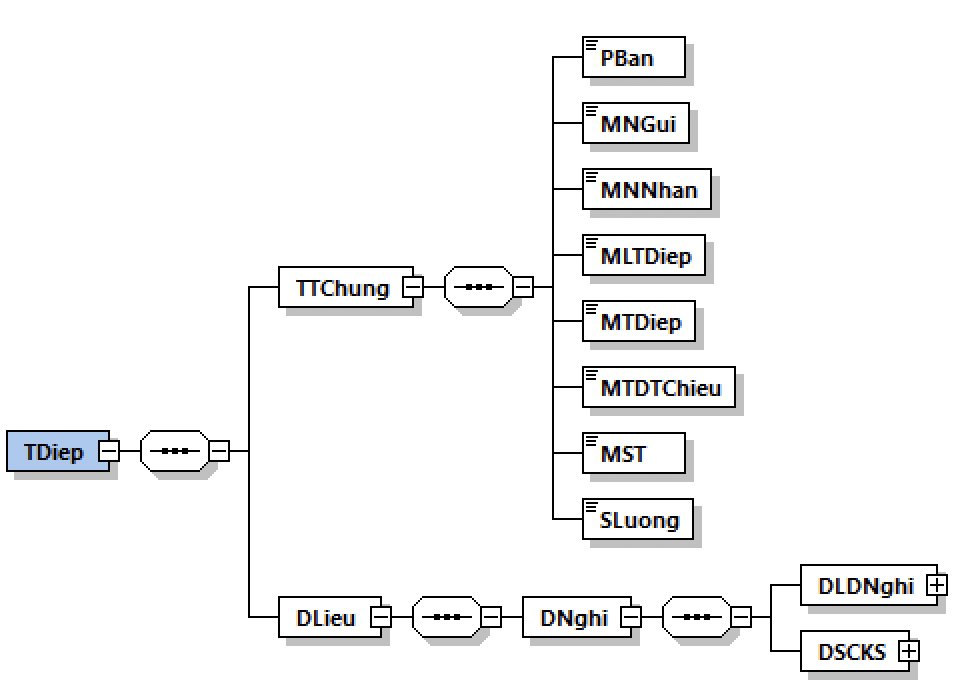 PBan
MNGui
MNNhan
MLTDiep
TTChung
MTDiep
MTDTChieu
TDiep
MST
SLuong
DLDNghi
DLieu
DNghi
DSCKS